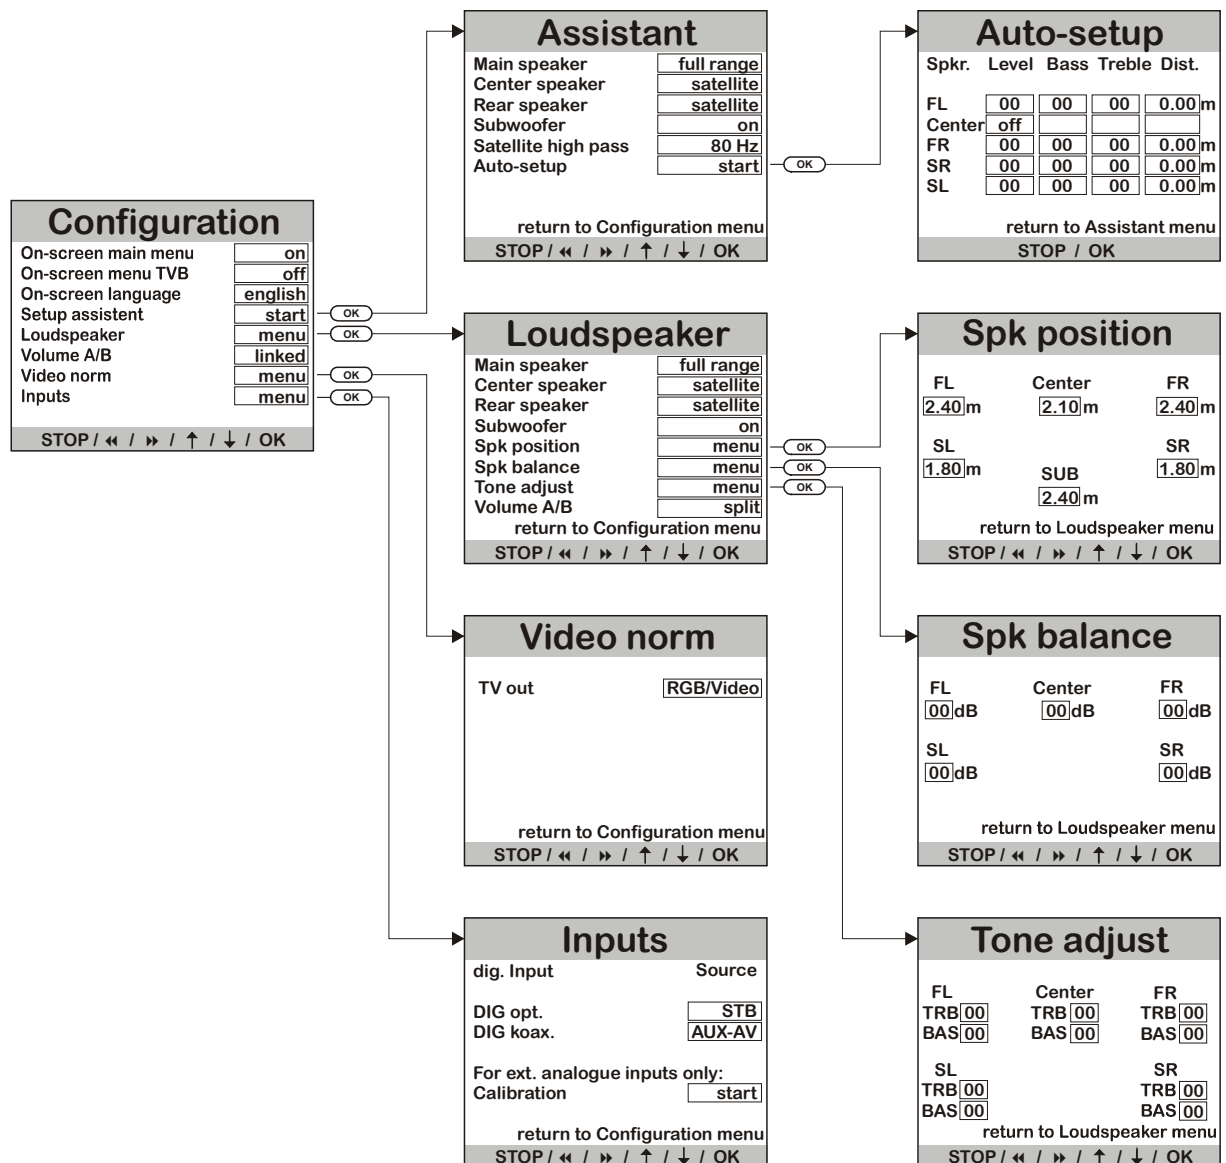 Configuration
On-screen main menu on
On-screen menu TVB off
On-screen language english
Setup assistent start OK
Loudspeaker menu OK
Volume A/B linked
Video norm menu OK
Inputs menu OK
STOP / ◀◀ / ▶▶ / ↑ / ↓ / OK
Assistant
Main speaker full range
Center speaker satellite
Rear speaker satellite
Subwoofer on
Satellite high pass 80 Hz
Auto-setup start OK
return to Configuration menu
STOP / ◀◀ / ▶▶ / ↑ / ↓ / OK
Auto-setup
Spkr. Level Bass Treble Dist.
FL 00 00 00 0.00 m
Center off
FR 00 00 00 0.00 m
SR 00 00 00 0.00 m
SL 00 00 00 0.00 m
return to Assistant menu
STOP / OK
Loudspeaker
Main speaker full range
Center speaker satellite
Rear speaker satellite
Subwoofer on
Spk position menu OK
Spk balance menu OK
Tone adjust menu OK
Volume A/B split
return to Configuration menu
STOP / ◀◀ / ▶▶ / ↑ / ↓ / OK
Spk position
FL Center FR
2.40 m 2.10 m 2.40 m
SL SR
1.80 m 1.80 m
SUB
2.40 m
return to Loudspeaker menu
STOP / ◀◀ / ▶▶ / ↑ / ↓ / OK
Video norm
TV out RGB/Video
return to Configuration menu
STOP / ◀◀ / ▶▶ / ↑ / ↓ / OK
Spk balance
FL Center FR
00 dB 00 dB 00 dB
SL SR
00 dB 00 dB
return to Loudspeaker menu
STOP / ◀◀ / ▶▶ / ↑ / ↓ / OK
Inputs
dig. Input Source
DIG opt. STB
DIG koax. AUX-AV
For ext. analogue inputs only:
Calibration start
return to Configuration menu
STOP / ◀◀ / ▶▶ / ↑ / ↓ / OK
Tone adjust
FL Center FR
TRB 00 TRB 00 TRB 00
BAS 00 BAS 00 BAS 00
SL SR
TRB 00 TRB 00
BAS 00 BAS 00
return to Loudspeaker menu
STOP / ◀◀ / ▶▶ / ↑ / ↓ / OK